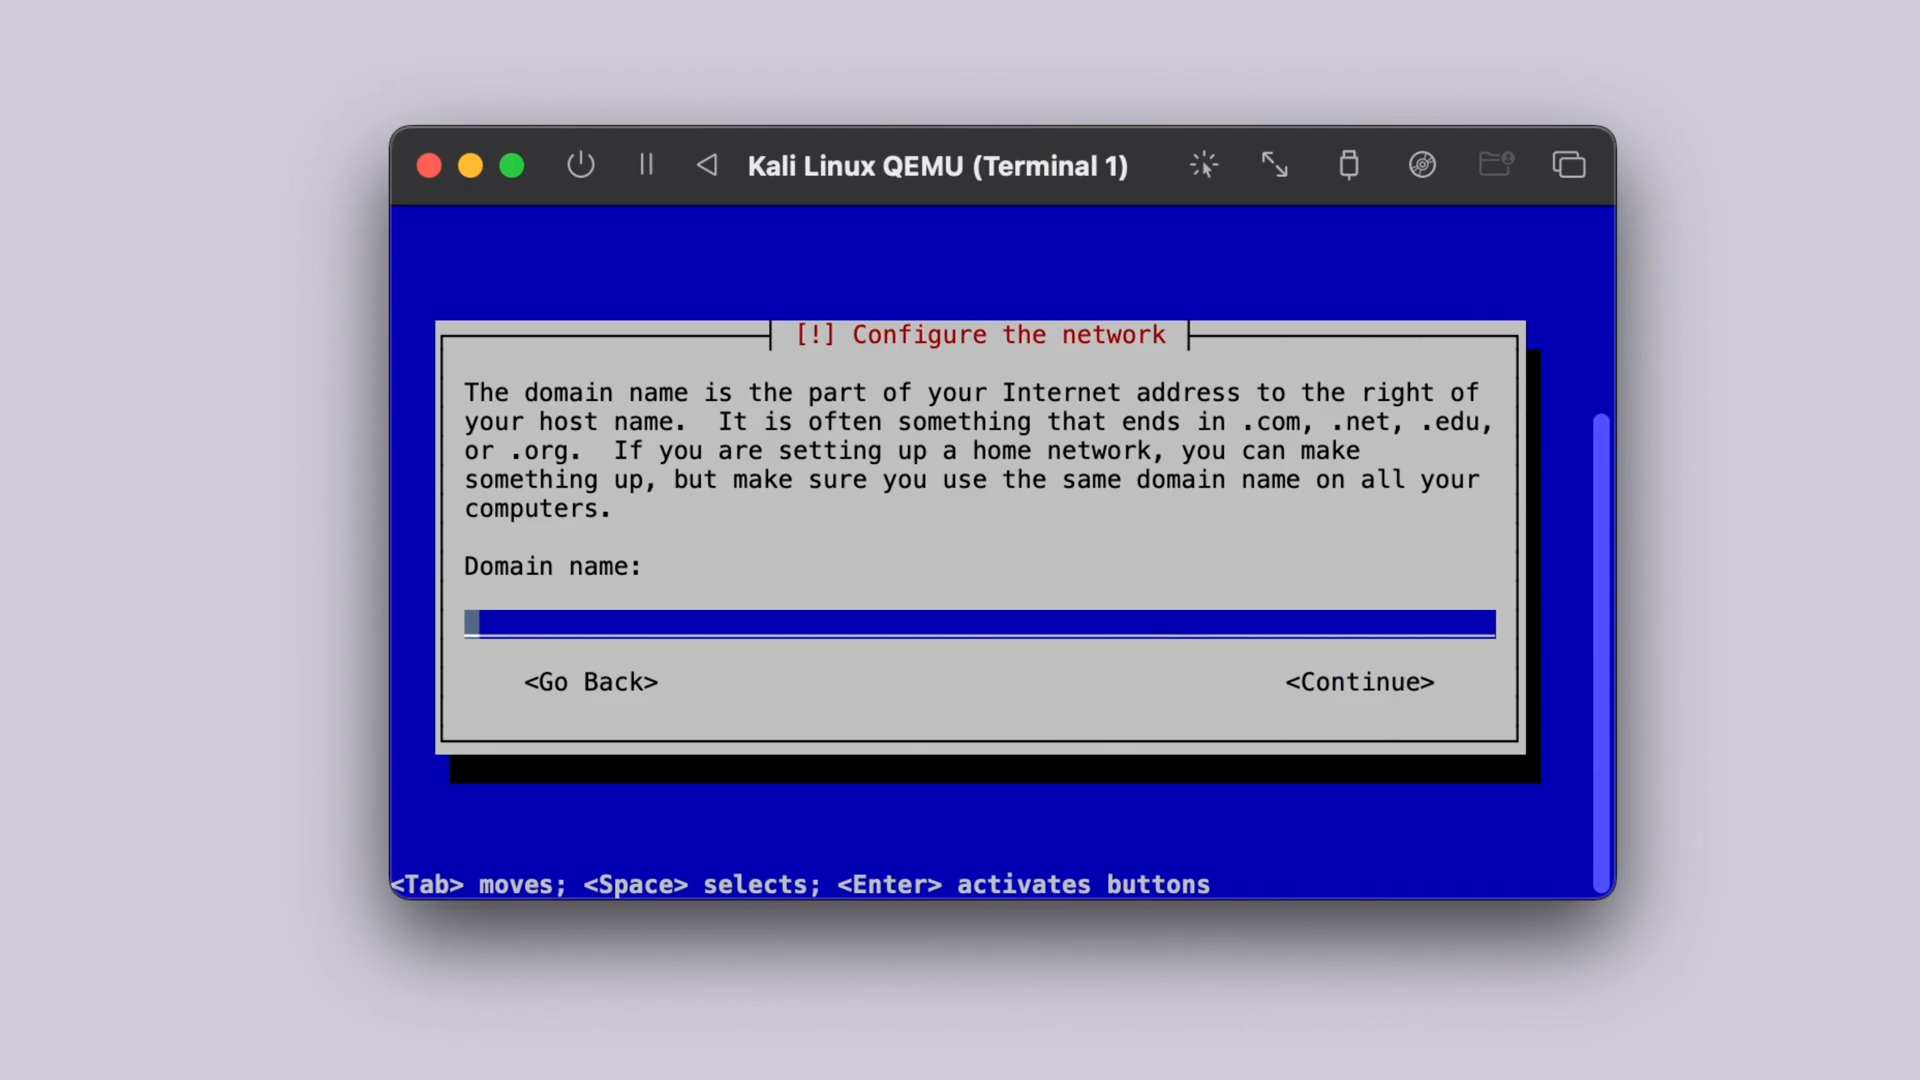 Kali Linux QEMU (Terminal 1)
[!] Configure the network
The domain name is the part of your Internet address to the right of
your host name.  It is often something that ends in .com, .net, .edu,
or .org.  If you are setting up a home network, you can make
something up, but make sure you use the same domain name on all your
computers.
Domain name:
<Go Back> <Continue>
<Tab> moves; <Space> selects; <Enter> activates buttons